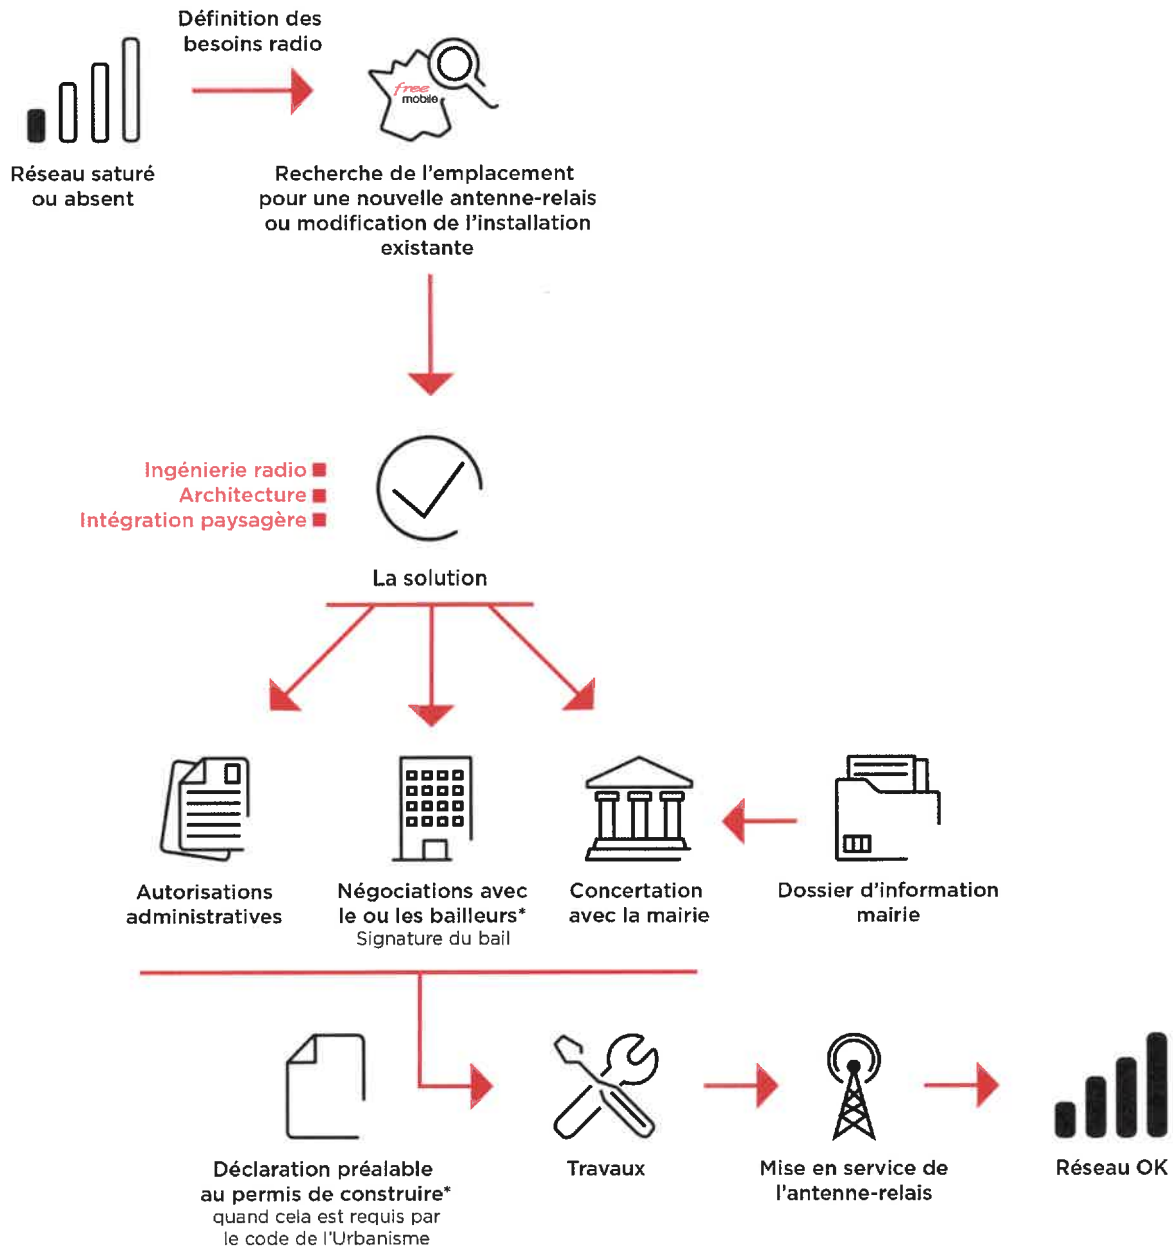 Définition des
besoins radio
free
mobile
Réseau saturé
ou absent
Recherche de l'emplacement
pour une nouvelle antenne-relais
ou modification de l'installation
existante
Ingénierie radio
Architecture
Intégration paysagère
La solution
Autorisations
administratives
Négociations avec
le ou les bailleurs*
Signature du bail
Concertation
avec la mairie
Dossier d'information
mairie
Déclaration préalable
au permis de construire*
quand cela est requis par
le code de l'Urbanisme
Travaux
Mise en service de
l'antenne-relais
Réseau OK